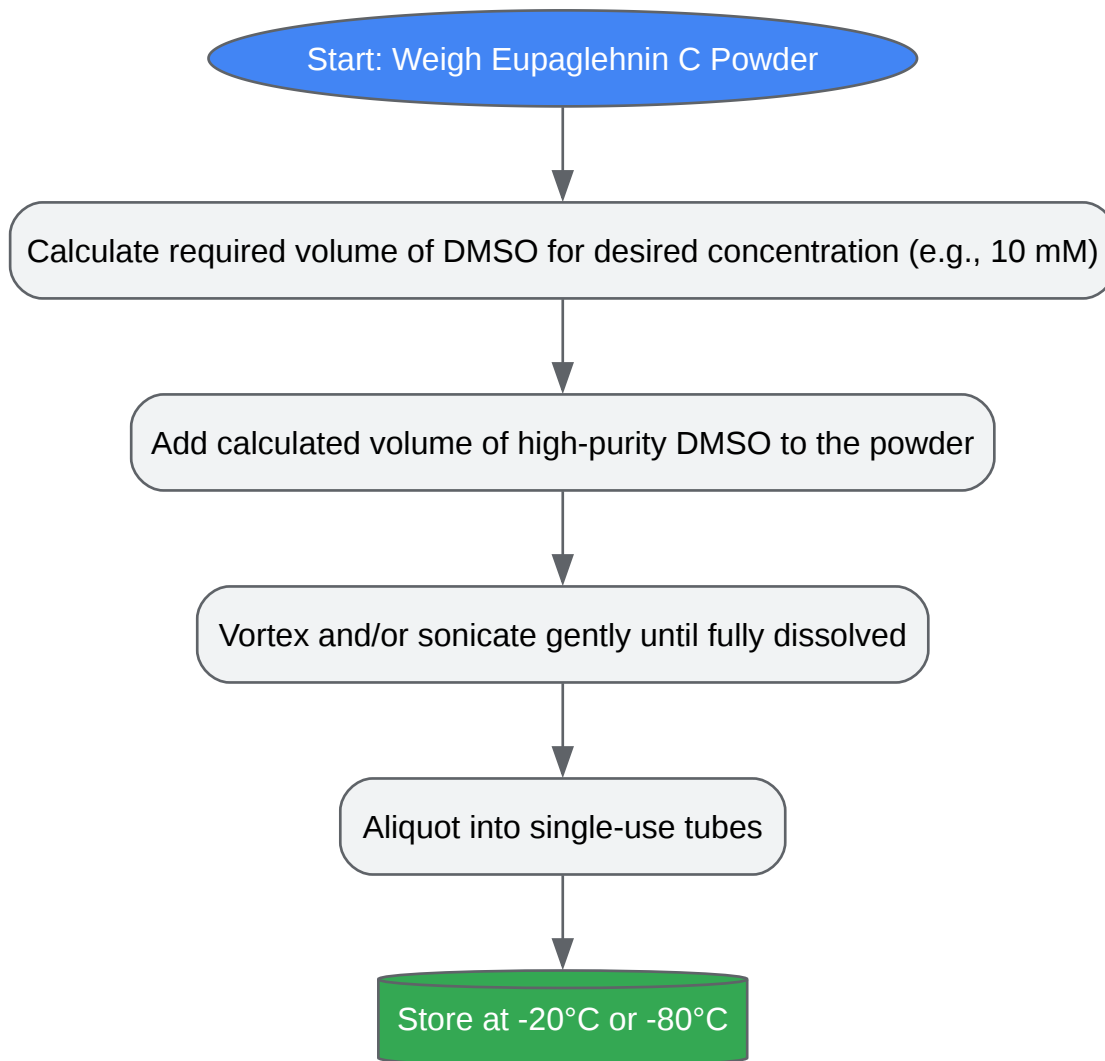 Start: Weigh Eupaglehnin C Powder
Calculate required volume of DMSO for desired concentration (e.g., 10 mM)
Add calculated volume of high-purity DMSO to the powder
Vortex and/or sonicate gently until fully dissolved
Aliquot into single-use tubes
Store at -20°C or -80°C